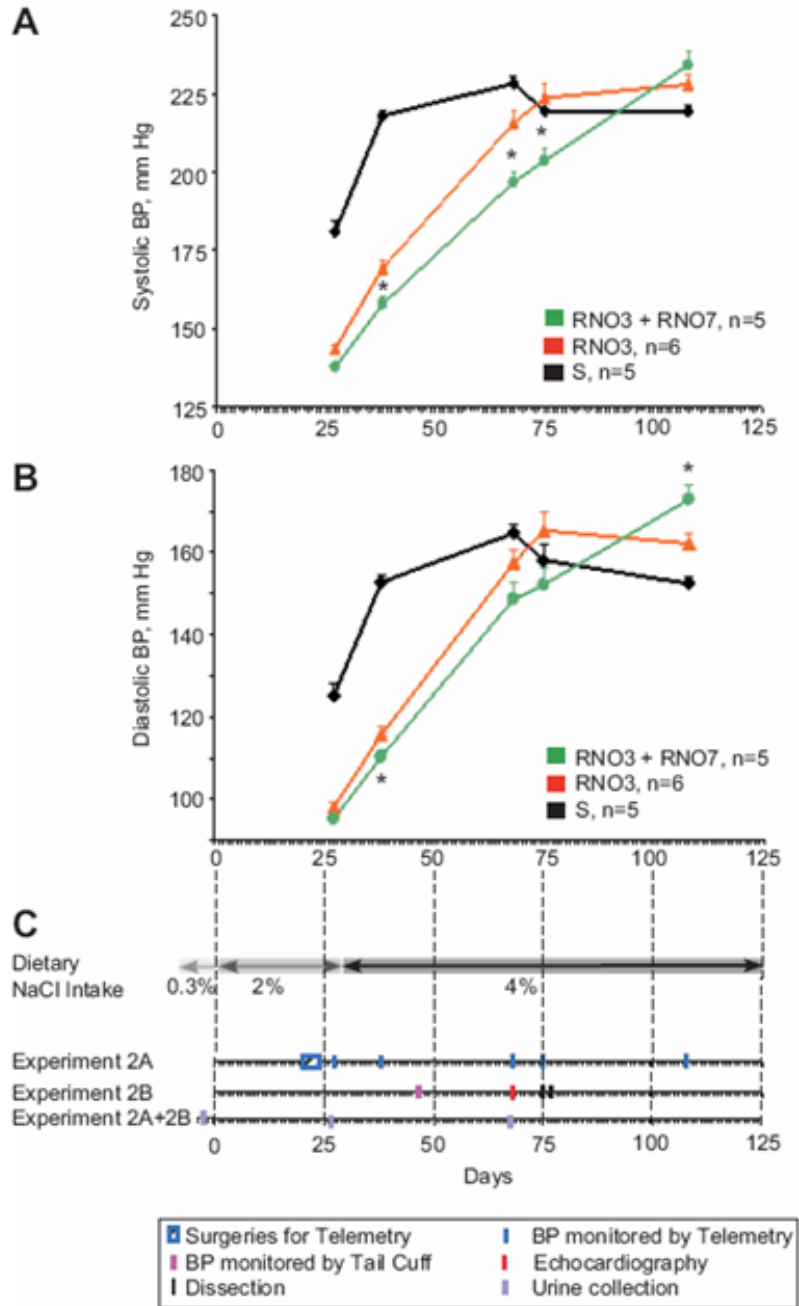 A
250
225
200
175
150
125
Systolic BP, mm Hg
*
*
*
RNO3 + RNO7, n=5
RNO3, n=6
S, n=5
0 25 50 75 100 125
B
180
160
140
120
100
Diastolic BP, mm Hg
*
*
RNO3 + RNO7, n=5
RNO3, n=6
S, n=5
0 25 50 75 100 125
C
Dietary
NaCl Intake
0.3% 2% 4%
Experiment 2A
Experiment 2B
Experiment 2A+2B
0 25 50 75 100 125
Days
Surgeries for Telemetry
BP monitored by Telemetry
BP monitored by Tail Cuff
Echocardiography
Dissection
Urine collection